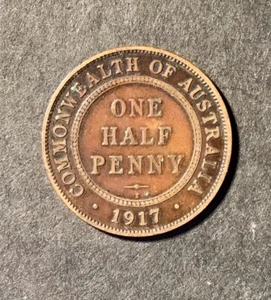 COMMONWEALTH OF AUSTRALIA
ONE
HALF
PENNY
· 1917 ·